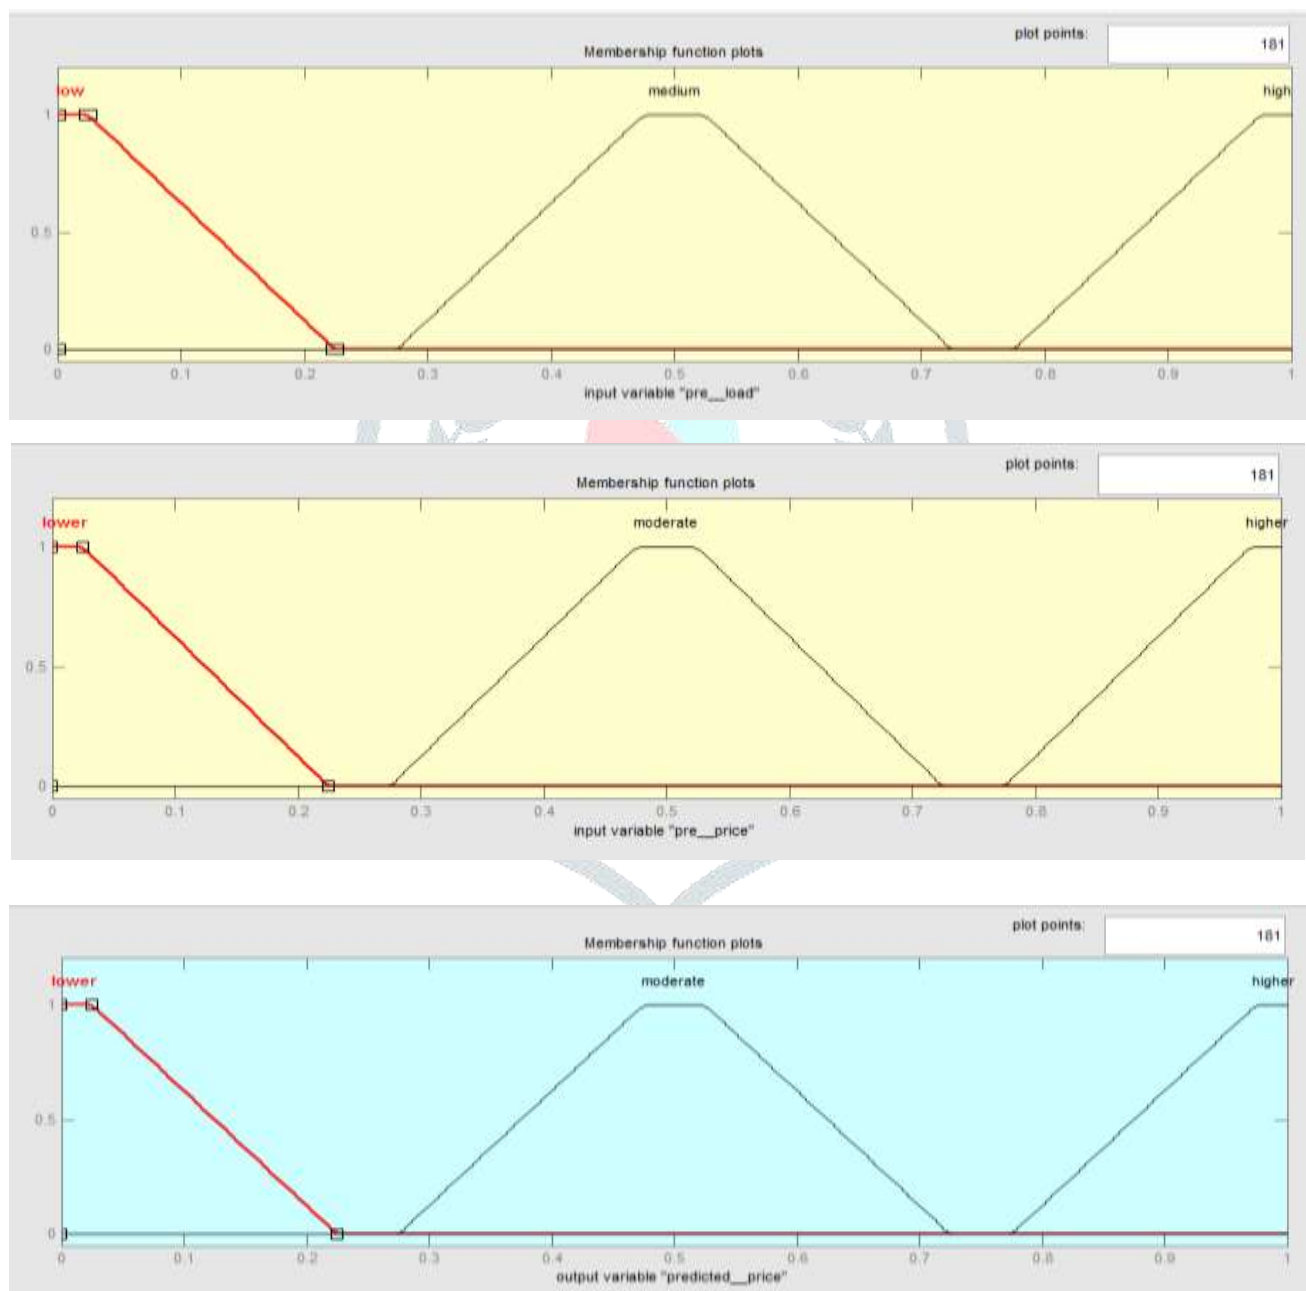 plot points: 181
Membership function plots
low medium high
1
0.5
0
0 0.1 0.2 0.3 0.4 0.5 0.6 0.7 0.8 0.9 1
input variable "pre__load"
plot points: 181
Membership function plots
lower moderate higher
1
0.5
0
0 0.1 0.2 0.3 0.4 0.5 0.6 0.7 0.8 0.9 1
input variable "pre__price"
plot points: 181
Membership function plots
lower moderate higher
1
0.5
0
0 0.1 0.2 0.3 0.4 0.5 0.6 0.7 0.8 0.9 1
output variable "predicted__price"